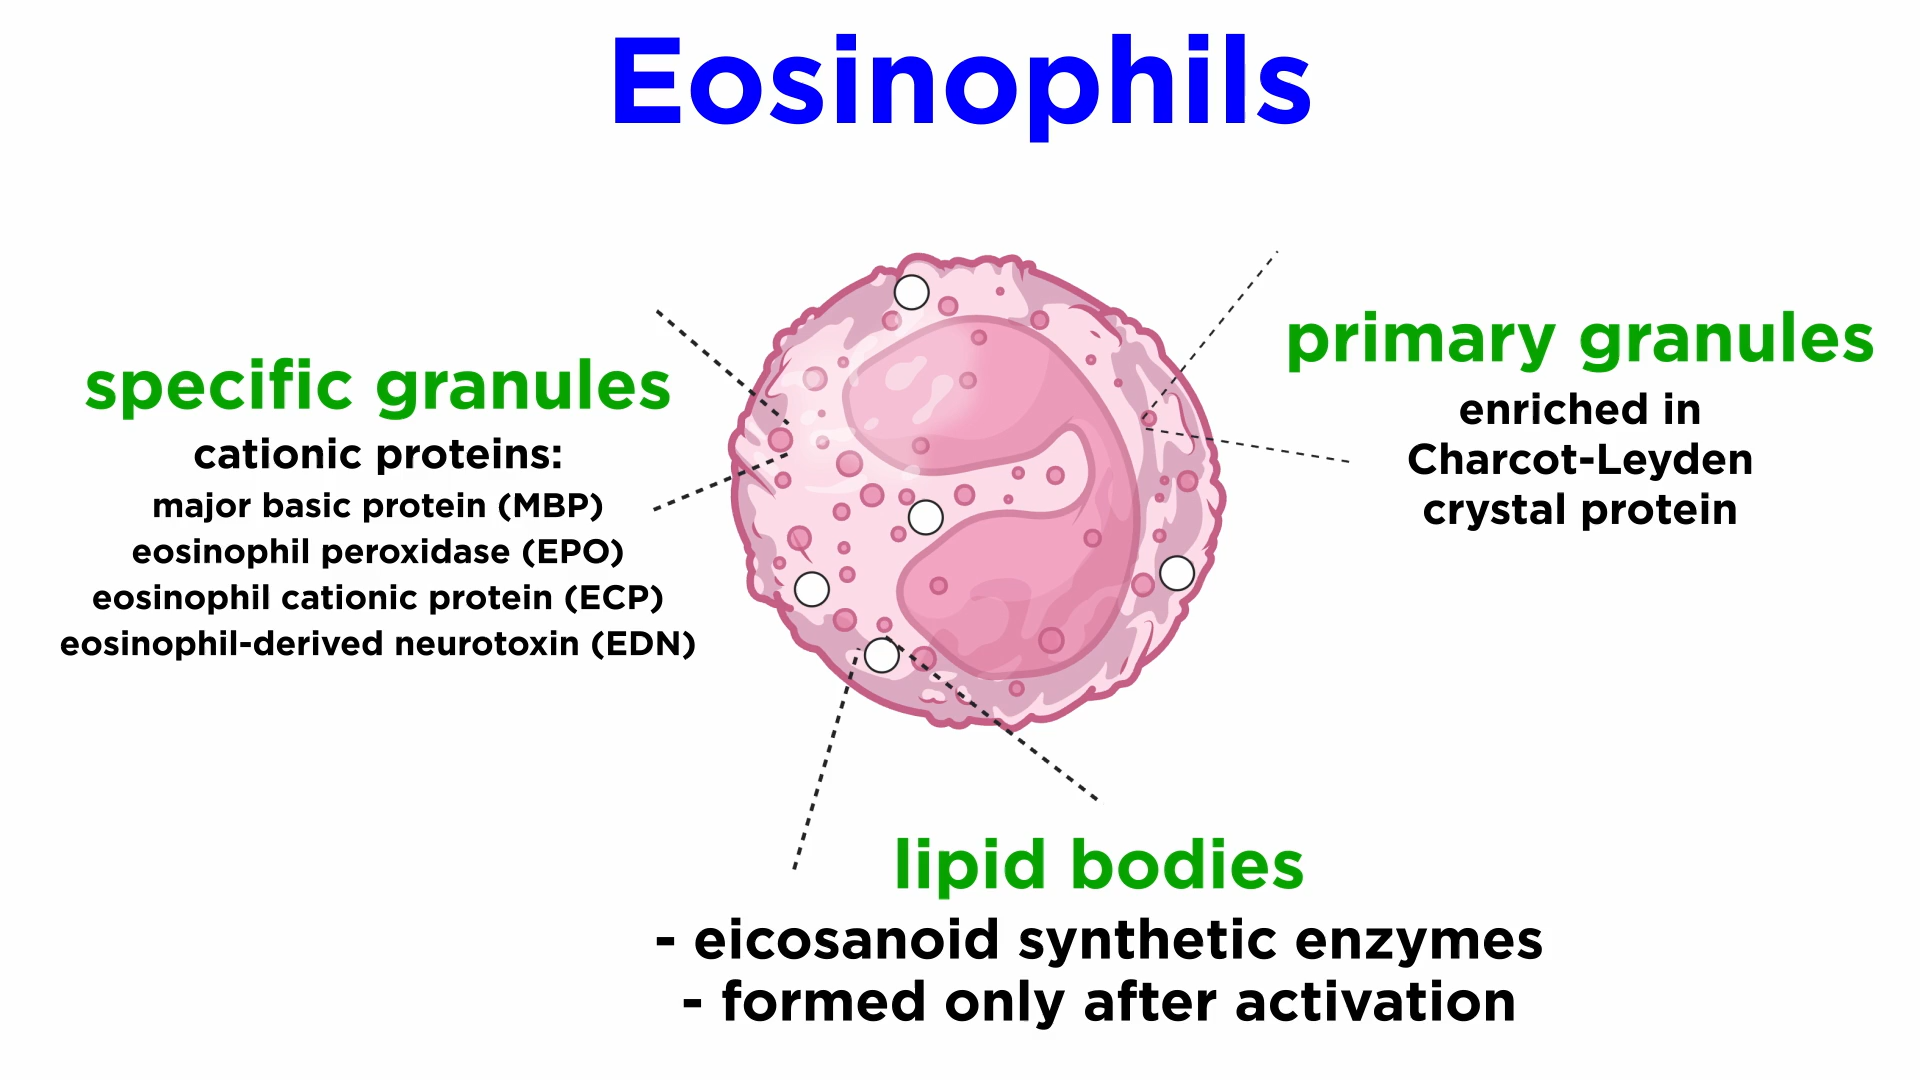 Eosinophils
specific granules
cationic proteins:
major basic protein (MBP)
eosinophil peroxidase (EPO)
eosinophil cationic protein (ECP)
eosinophil-derived neurotoxin (EDN)
primary granules
enriched in
Charcot-Leyden
crystal protein
lipid bodies
- eicosanoid synthetic enzymes
- formed only after activation